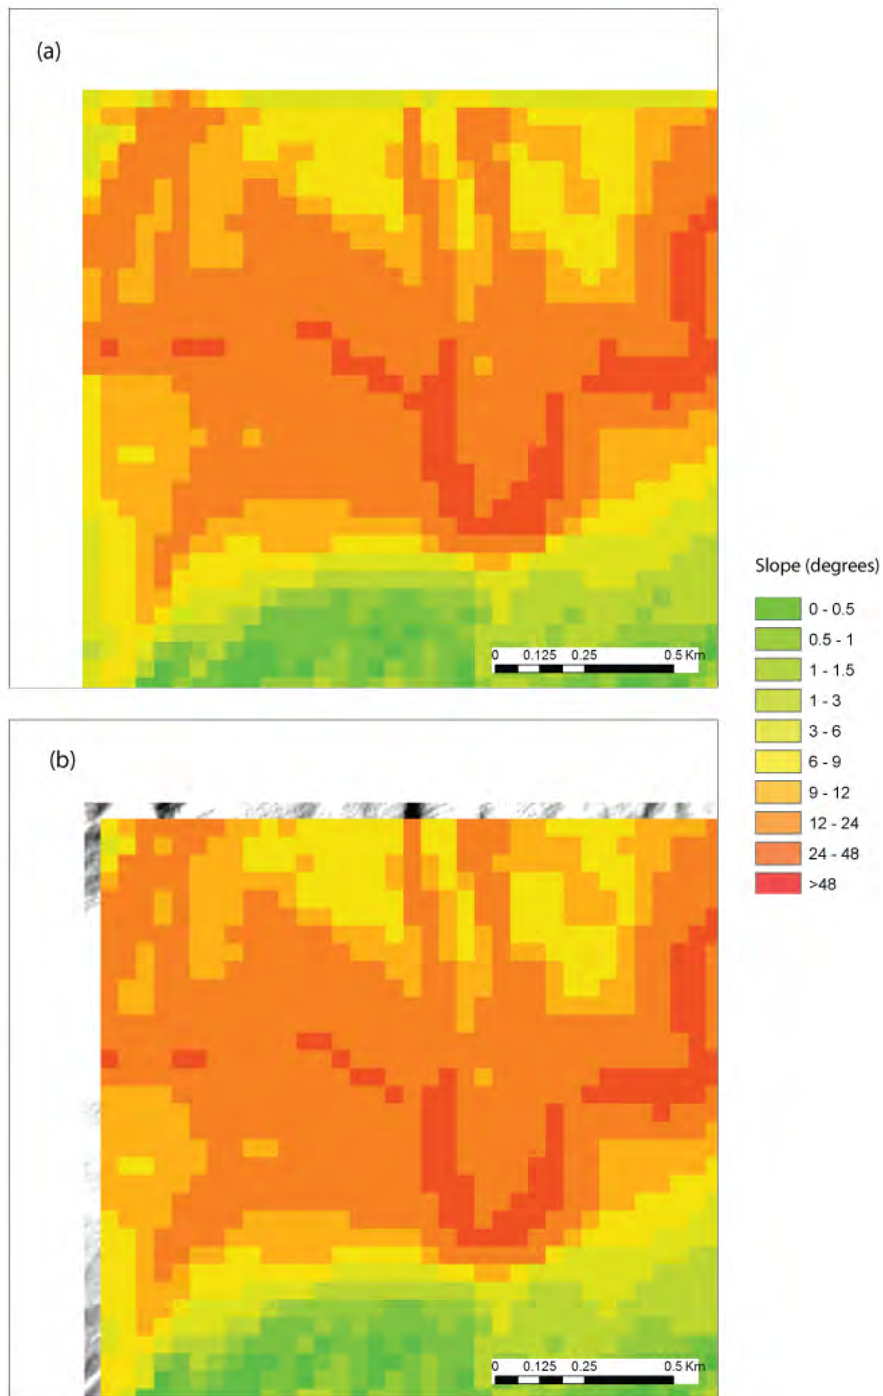 (a)
0 0.125 0.25 0.5 Km
Slope (degrees)
0 - 0.5
0.5 - 1
1 - 1.5
1 - 3
3 - 6
6 - 9
9 - 12
12 - 24
24 - 48
>48
(b)
0 0.125 0.25 0.5 Km